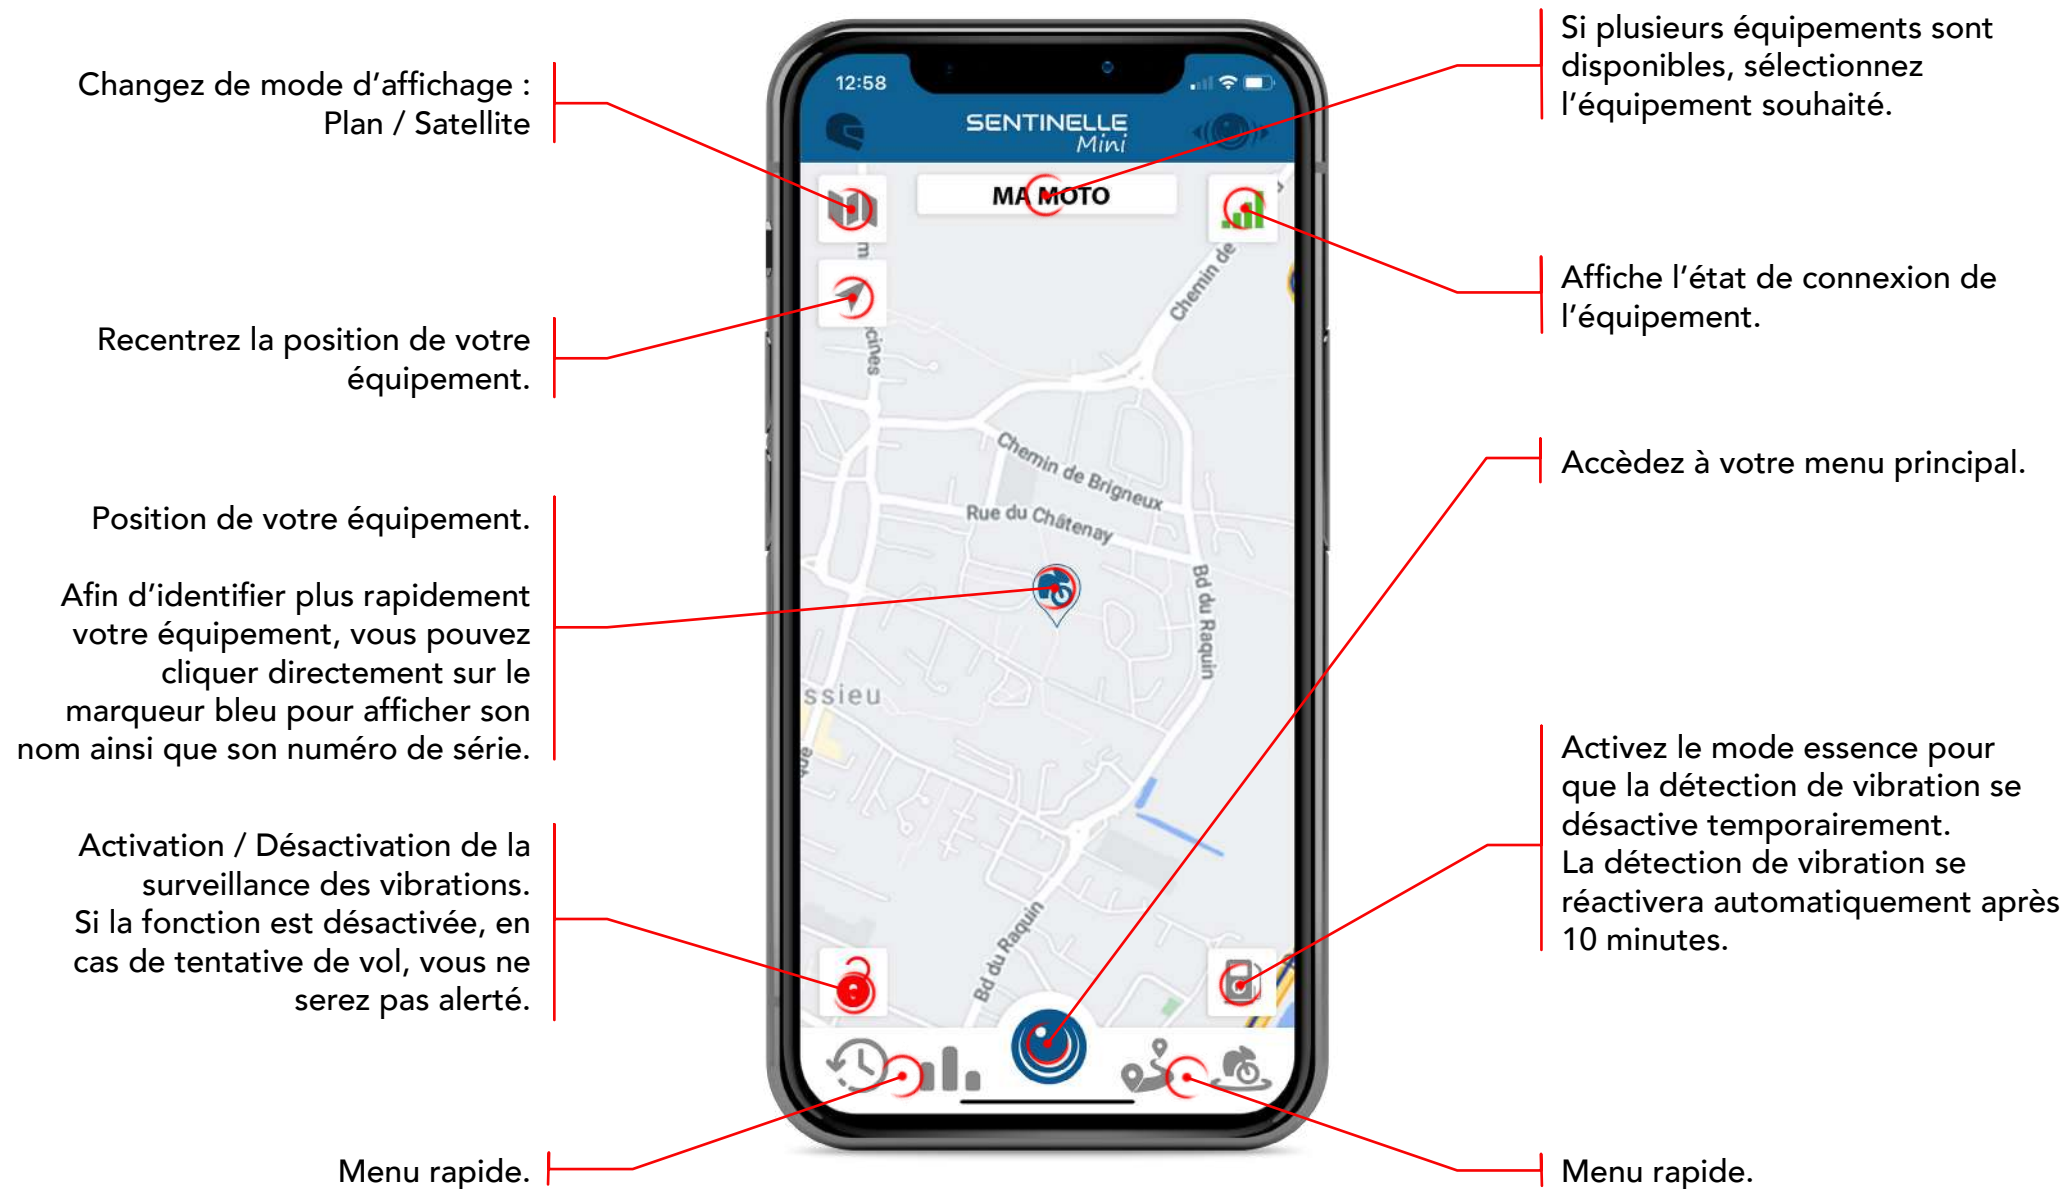 Changez de mode d'affichage :
Plan / Satellite
Recentrez la position de votre
équipement.
Position de votre équipement.
Afin d'identifier plus rapidement
votre équipement, vous pouvez
cliquer directement sur le
marqueur bleu pour afficher son
nom ainsi que son numéro de série.
Activation / Désactivation de la
surveillance des vibrations.
Si la fonction est désactivée, en
cas de tentative de vol, vous ne
serez pas alerté.
Menu rapide.
12:58
SENTINELLE
Mini
MA MOTO
Chemin de
cines
Chemin de Brigneux
Rue du Châtenay
Bd du Raquin
ssieu
que
Bd du Raquin
Si plusieurs équipements sont
disponibles, sélectionnez
l'équipement souhaité.
Affiche l'état de connexion de
l'équipement.
Accèdez à votre menu principal.
Activez le mode essence pour
que la détection de vibration se
désactive temporairement.
La détection de vibration se
réactivera automatiquement après
10 minutes.
Menu rapide.